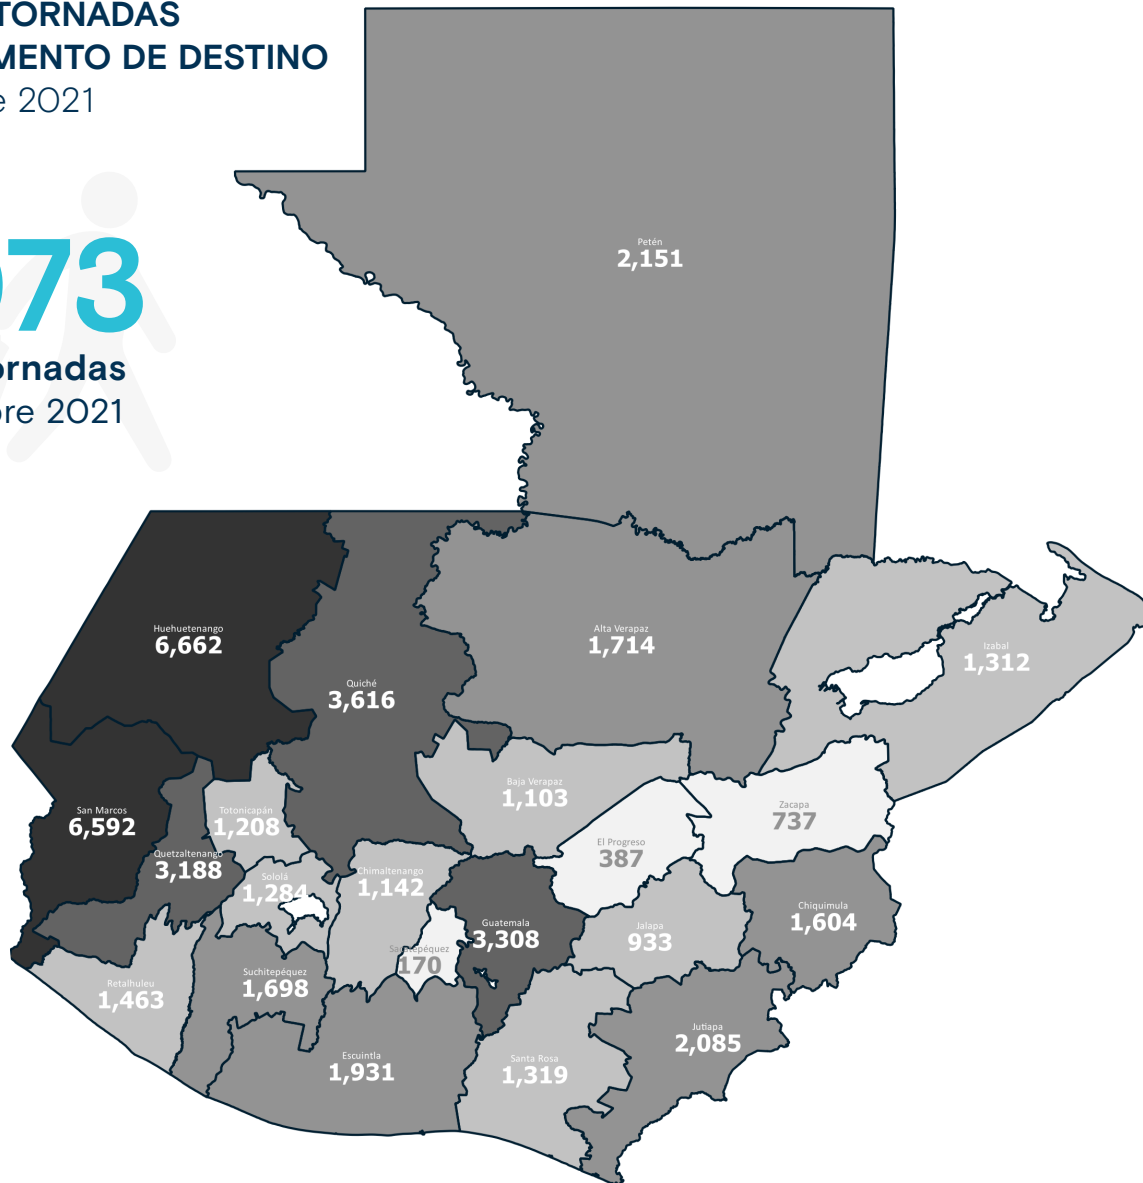 TORNADAS
MENTO DE DESTINO
e 2021
973
ornadas
bre 2021
Petén
2,151
Huehuetenango
6,662
Alta Verapaz
1,714
Izabal
1,312
Quiché
3,616
Baja Verapaz
1,103
San Marcos
6,592
Totonicapán
1,208
Zacapa
737
El Progreso
387
Quetzaltenango
3,188
Sololá
1,284
Chimaltenango
1,142
Chiquimula
1,604
Guatemala
3,308
Jalapa
933
Sacatepéquez
170
Suchitepéquez
1,698
Retalhuleu
1,463
Jutiapa
2,085
Escuintla
1,931
Santa Rosa
1,319